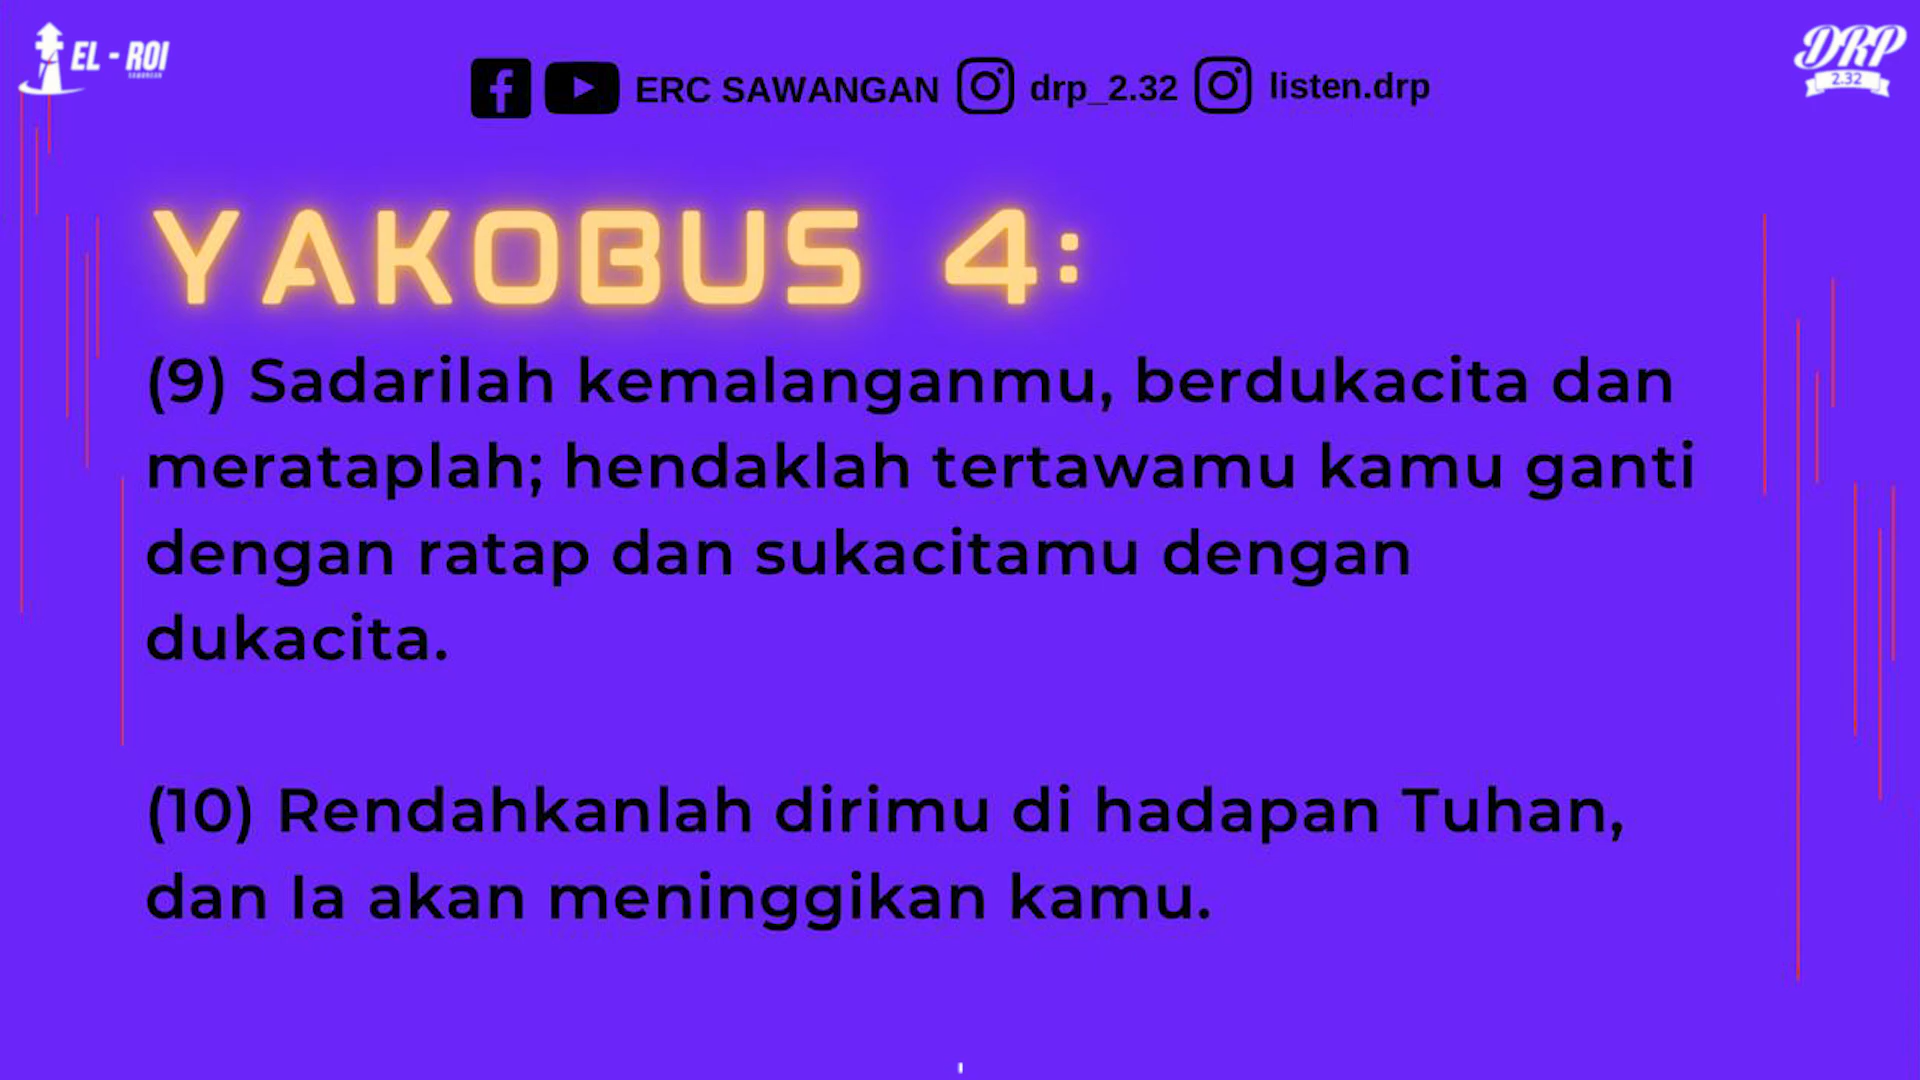 EL - ROI
SAWANGAN
ERC SAWANGAN drp_2.32 listen.drp
DRP
2.32
YAKOBUS 4:
(9) Sadarilah kemalanganmu, berdukacita dan
merataplah; hendaklah tertawamu kamu ganti
dengan ratap dan sukacitamu dengan
dukacita.
(10) Rendahkanlah dirimu di hadapan Tuhan,
dan Ia akan meninggikan kamu.